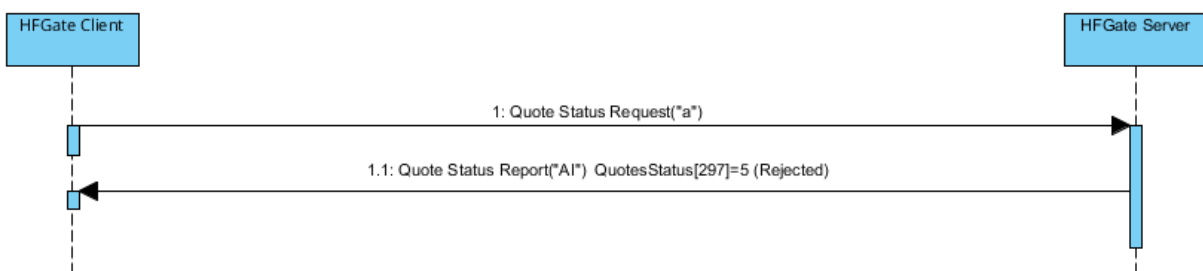 HFGate Client
HFGate Server
1: Quote Status Request("a")
1.1: Quote Status Report("AI") QuotesStatus[297]=5 (Rejected)